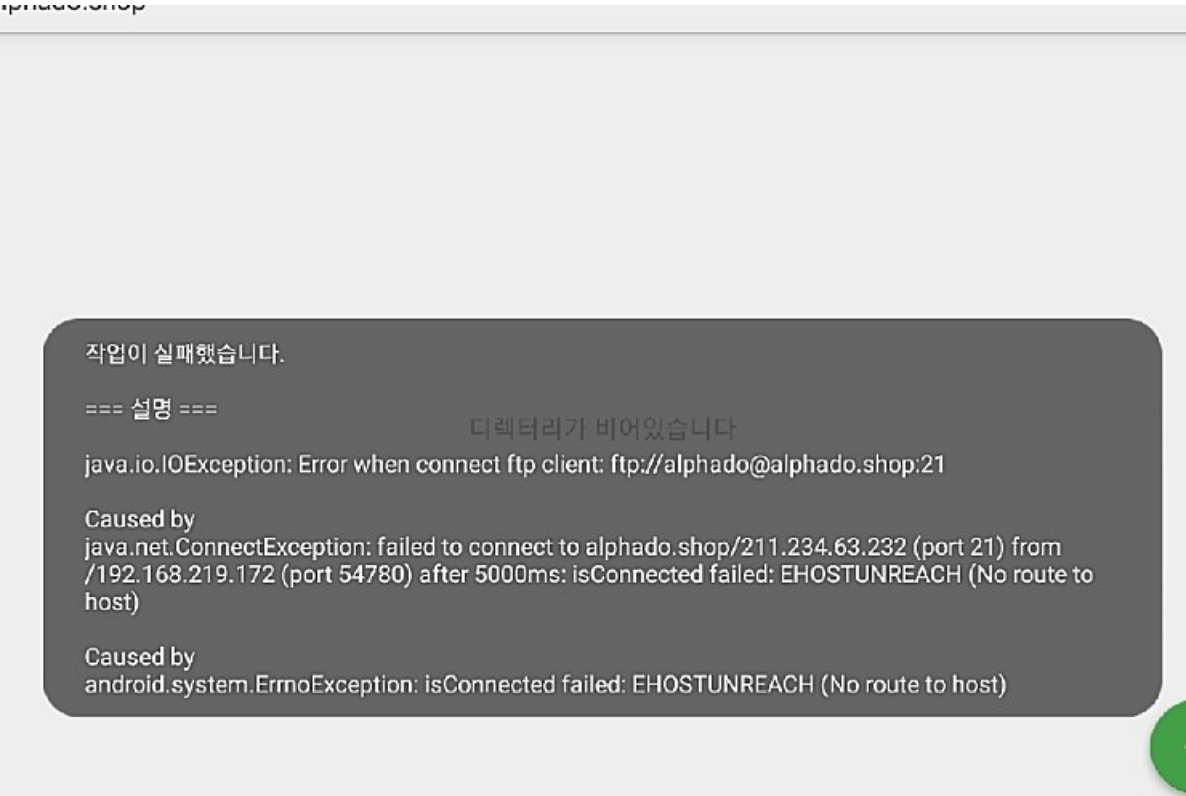 작업이 실패했습니다.
=== 설명 ===
디렉터리가 비어있습니다
java.io.IOException: Error when connect ftp client: ftp://alphado@alphado.shop:21
Caused by
java.net.ConnectException: failed to connect to alphado.shop/211.234.63.232 (port 21) from
/192.168.219.172 (port 54780) after 5000ms: isConnected failed: EHOSTUNREACH (No route to
host)
Caused by
android.system.ErrnoException: isConnected failed: EHOSTUNREACH (No route to host)